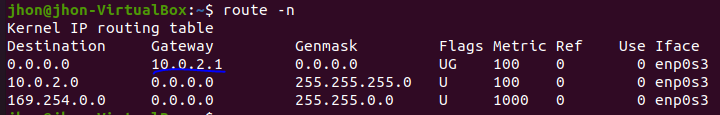 jhon@jhon-VirtualBox:~$ route -n
Kernel IP routing table
Destination Gateway Genmask Flags Metric Ref Use Iface
0.0.0.0 10.0.2.1 0.0.0.0 UG 100 0 0 enp0s3
10.0.2.0 0.0.0.0 255.255.255.0 U 100 0 0 enp0s3
169.254.0.0 0.0.0.0 255.255.0.0 U 1000 0 0 enp0s3